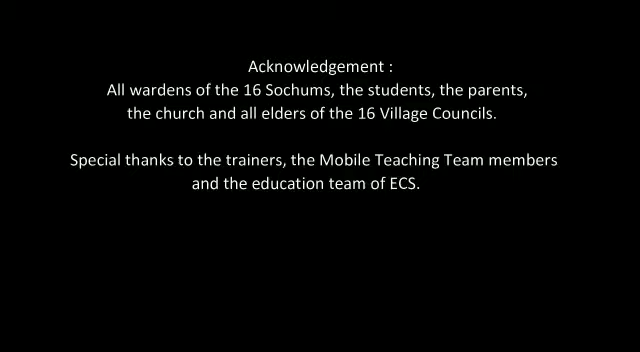 Acknowledgement :
All wardens of the 16 Sochums, the students, the parents,
the church and all elders of the 16 Village Councils.
Special thanks to the trainers, the Mobile Teaching Team members
and the education team of ECS.